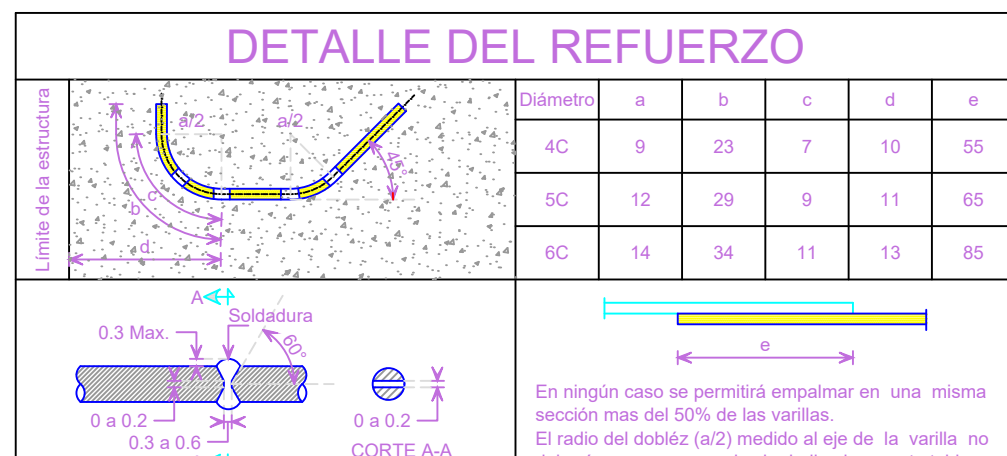 DETALLE DEL REFUERZO
Límite de la estructura
a/2
a/2
45°
c
b
d
Diámetro a b c d e
4C 9 23 7 10 55
5C 12 29 9 11 65
6C 14 34 11 13 85
A
Soldadura
0.3 Max.
60°
0 a 0.2
0.3 a 0.6
0 a 0.2
CORTE A-A
e
En ningún caso se permitirá empalmar en una misma
sección mas del 50% de las varillas.
El radio del dobléz (a/2) medido al eje de la varilla no